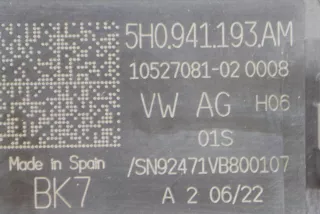 5H0.941.193.AM
10527081-02 0008
VW AG H06
01S
Made in Spain /SN92471VB800107
BK7 A 2 06/22